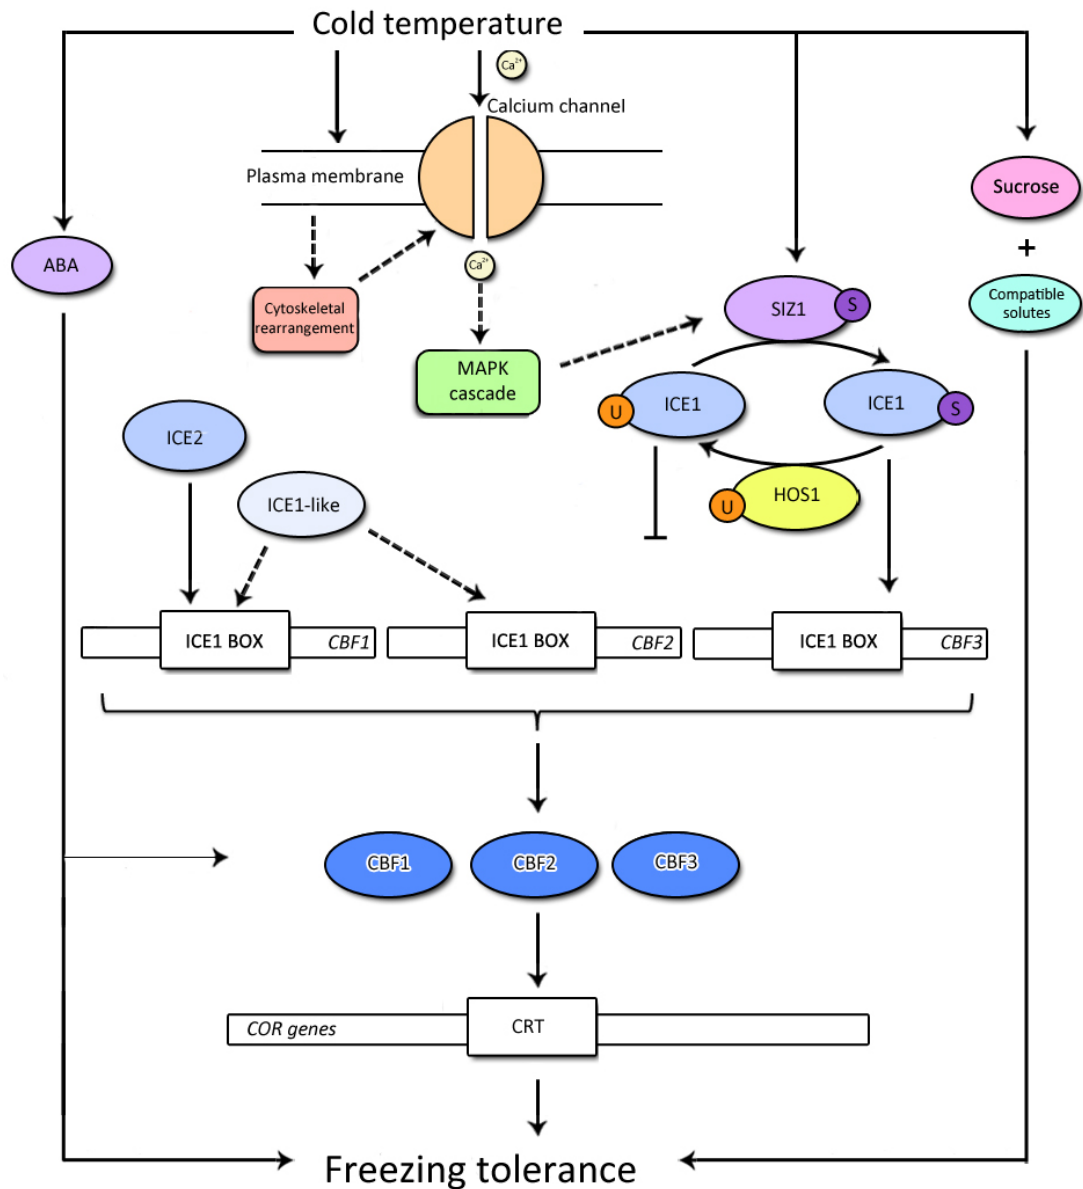 Cold temperature
Ca²⁺
Calcium channel
Plasma membrane
Sucrose
+
ABA
Ca²⁺
Compatible
solutes
Cytoskeletal
rearrangement
SIZ1
S
MAPK
cascade
U
ICE1
ICE1
S
ICE2
ICE1-like
HOS1
U
ICE1 BOX
CBF1
ICE1 BOX
CBF2
ICE1 BOX
CBF3
CBF1
CBF2
CBF3
COR genes
CRT
Freezing tolerance